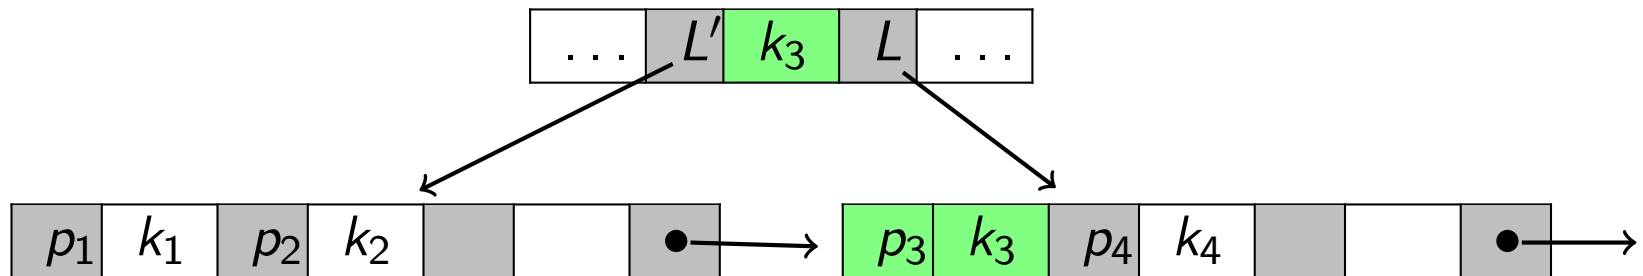 ... L′ k₃ L ...
p₁ k₁ p₂ k₂ p₃ k₃ p₄ k₄